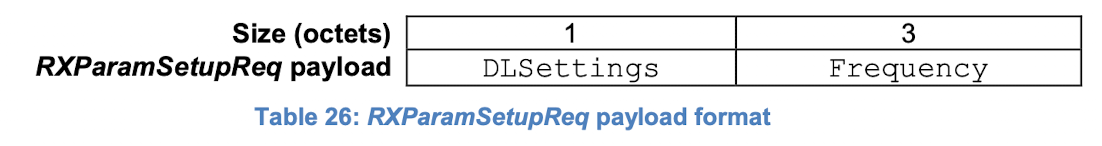 Size (octets) 1 3
RXParamSetupReq payload DLSettings Frequency
Table 26: RXParamSetupReq payload format